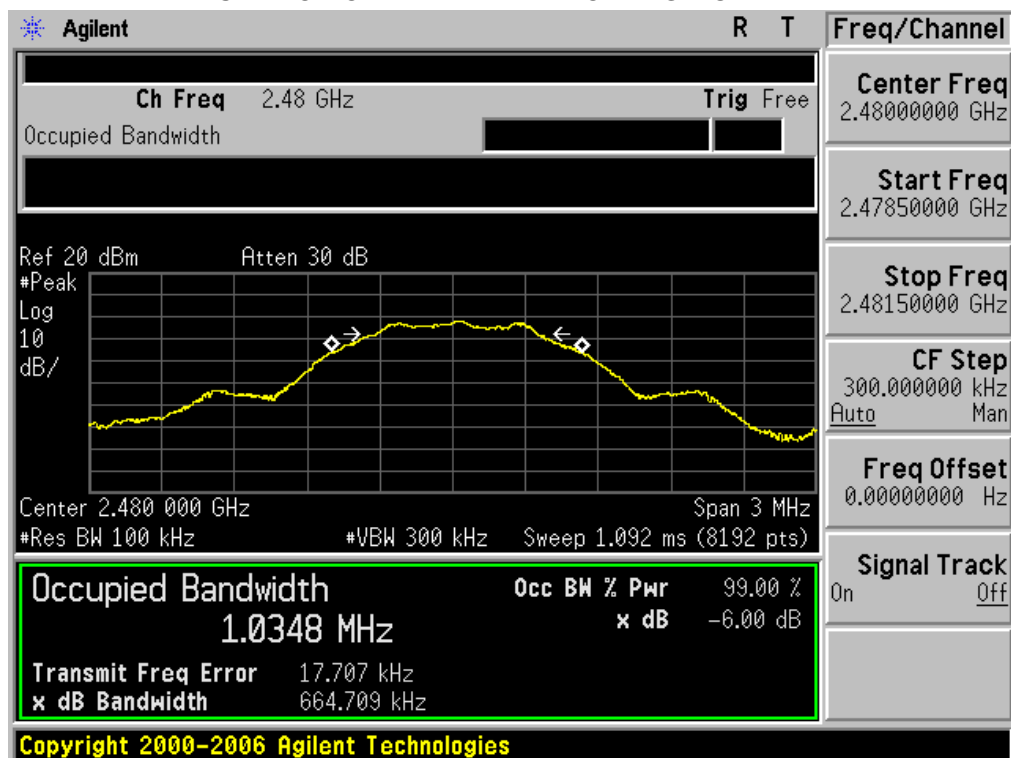 Agilent R T Freq/Channel
Ch Freq 2.48 GHz Trig Free
Occupied Bandwidth
Center Freq
2.48000000 GHz
Start Freq
2.47850000 GHz
Stop Freq
2.48150000 GHz
CF Step
300.000000 kHz
Auto Man
Freq Offset
0.00000000 Hz
Signal Track
On Off
Ref 20 dBm Atten 30 dB
#Peak
Log
10
dB/
Center 2.480 000 GHz Span 3 MHz
#Res BW 100 kHz #VBW 300 kHz Sweep 1.092 ms (8192 pts)
Occupied Bandwidth Occ BW % Pwr 99.00 %
1.0348 MHz x dB -6.00 dB
Transmit Freq Error 17.707 kHz
x dB Bandwidth 664.709 kHz
Copyright 2000-2006 Agilent Technologies